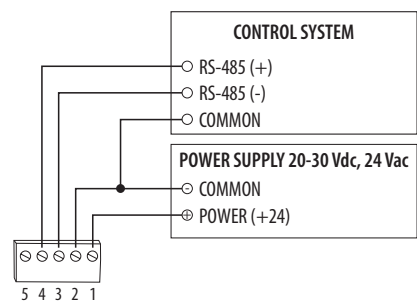 CONTROL SYSTEM
RS-485 (+)
RS-485 (-)
COMMON
POWER SUPPLY 20-30 Vdc, 24 Vac
COMMON
POWER (+24)
5 4 3 2 1